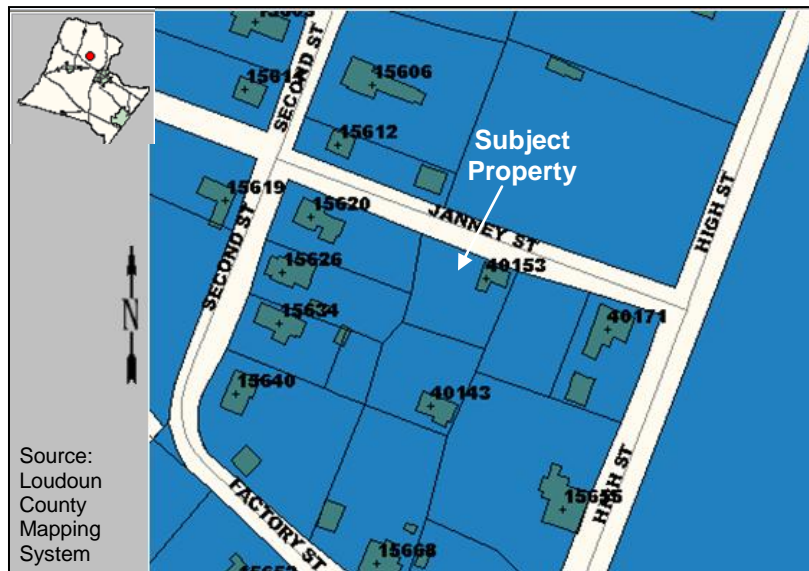 15606
15612
SECOND ST
Subject
Property
15619
15620
JANNEY ST
HIGH ST
SECOND ST
15626
40153
15634
40171
15640
40143
Source:
Loudoun
County
Mapping
System
N
FACTORY ST
HIGH ST
15668